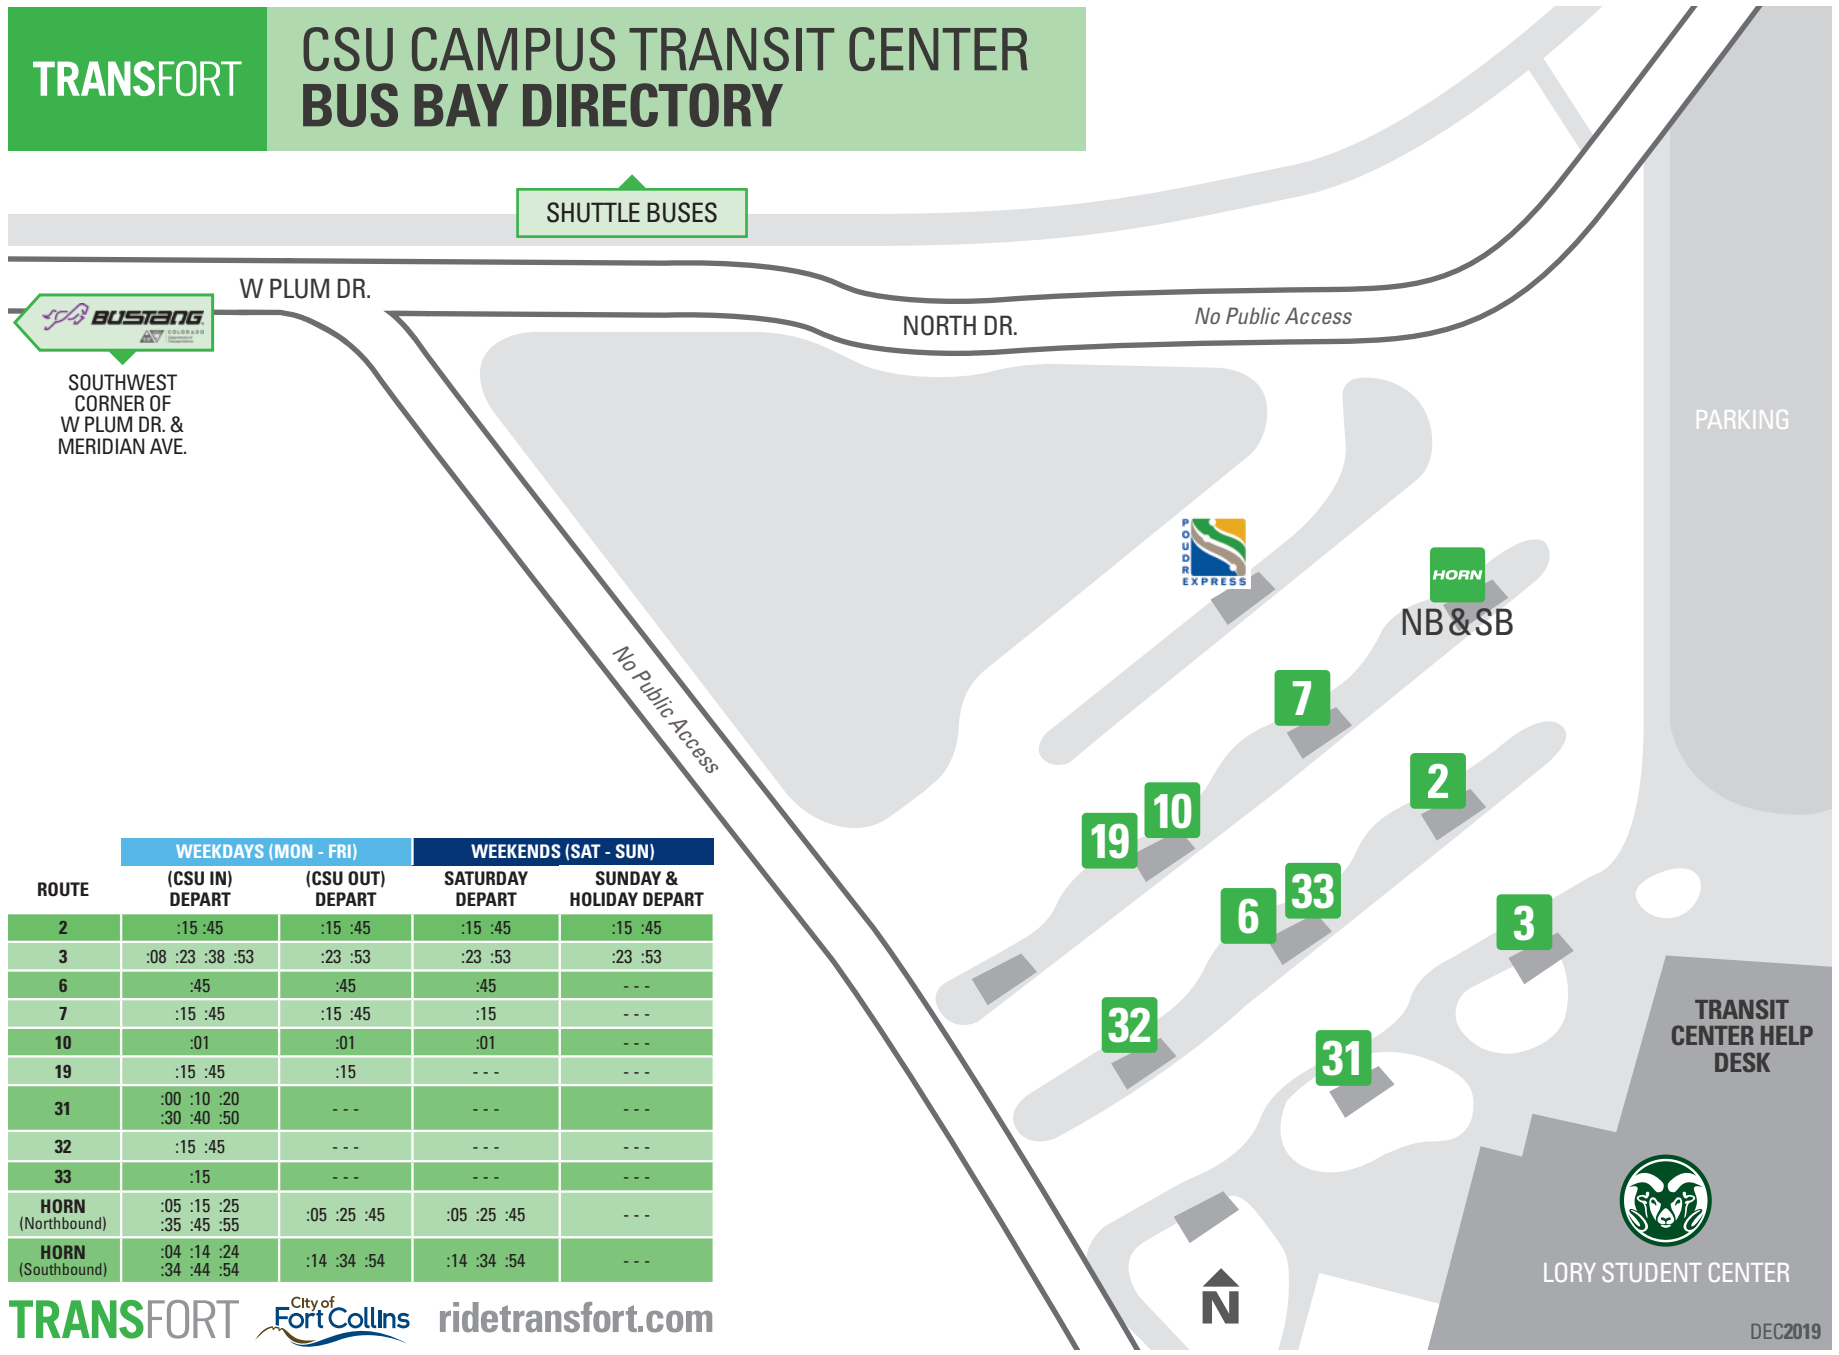 TRANSFORT
CSU CAMPUS TRANSIT CENTER
BUS BAY DIRECTORY
SHUTTLE BUSES
W PLUM DR.
BUSTANG
COLORADO
Department of
Transportation
SOUTHWEST
CORNER OF
W PLUM DR. &
MERIDIAN AVE.
NORTH DR.
No Public Access
PARKING
No Public Access
POUDRE
EXPRESS
HORN
NB & SB
7
2
10
19
33
6
3
32
31
TRANSIT
CENTER HELP
DESK
LORY STUDENT CENTER
N
DEC2019
WEEKDAYS (MON - FRI) WEEKENDS (SAT - SUN)
ROUTE (CSU IN) DEPART (CSU OUT) DEPART SATURDAY DEPART SUNDAY & HOLIDAY DEPART
2 :15 :45 :15 :45 :15 :45 :15 :45
3 :08 :23 :38 :53 :23 :53 :23 :53 :23 :53
6 :45 :45 :45 - - -
7 :15 :45 :15 :45 :15 - - -
10 :01 :01 :01 - - -
19 :15 :45 :15 - - - - - -
31 :00 :10 :20 :30 :40 :50 - - - - - - - - -
32 :15 :45 - - - - - - - - -
33 :15 - - - - - - - - -
HORN (Northbound) :05 :15 :25 :35 :45 :55 :05 :25 :45 :05 :25 :45 - - -
HORN (Southbound) :04 :14 :24 :34 :44 :54 :14 :34 :54 :14 :34 :54 - - -
TRANSFORT
City of
Fort Collins
ridetransfort.com